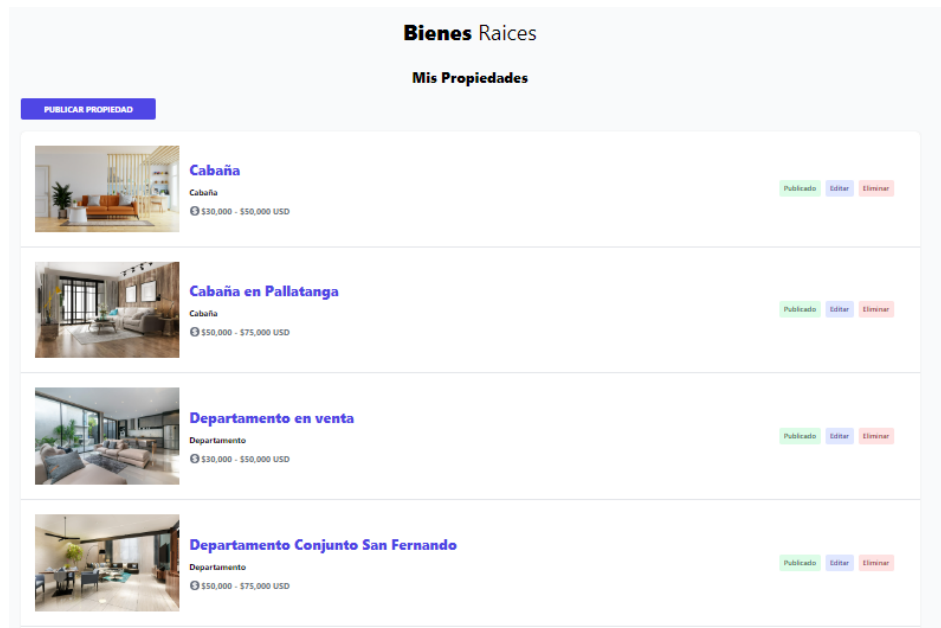 Bienes Raices
Mis Propiedades
PUBLICAR PROPIEDAD
Cabaña
Cabaña
$30,000 - $50,000 USD
Publicado Editar Eliminar
Cabaña en Pallatanga
Cabaña
$50,000 - $75,000 USD
Publicado Editar Eliminar
Departamento en venta
Departamento
$30,000 - $50,000 USD
Publicado Editar Eliminar
Departamento Conjunto San Fernando
Departamento
$50,000 - $75,000 USD
Publicado Editar Eliminar